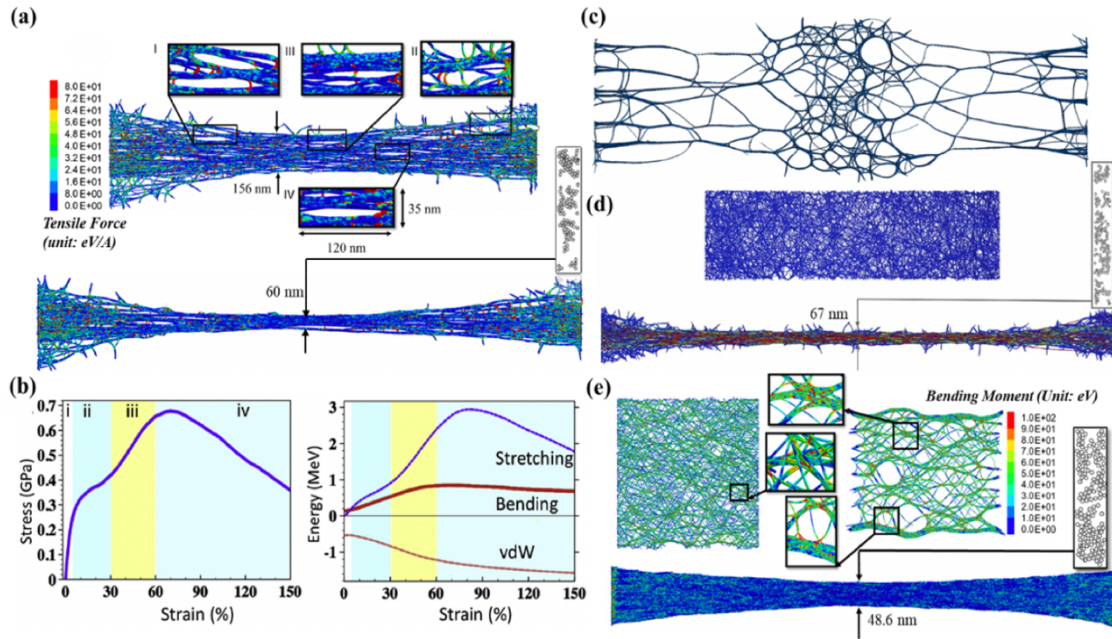 (a)
I
III
II
8.0E+01
7.2E+01
6.4E+01
5.6E+01
4.8E+01
4.0E+01
3.2E+01
2.4E+01
1.6E+01
8.0E+00
0.0E+00
Tensile Force
(unit: eV/A)
156 nm
IV
35 nm
120 nm
60 nm
(b)
i
ii
iii
iv
0.7
0.6
0.5
0.4
0.3
0.2
0.1
0
Stress (GPa)
0 30 60 90 120 150
Strain (%)
3
2
1
0
-1
Energy (MeV)
Stretching
Bending
vdW
0 30 60 90 120 150
Strain (%)
(c)
(d)
67 nm
(e)
Bending Moment (Unit: eV)
1.0E+02
9.0E+01
8.0E+01
7.0E+01
6.0E+01
5.0E+01
4.0E+01
3.0E+01
2.0E+01
1.0E+01
0.0E+00
48.6 nm